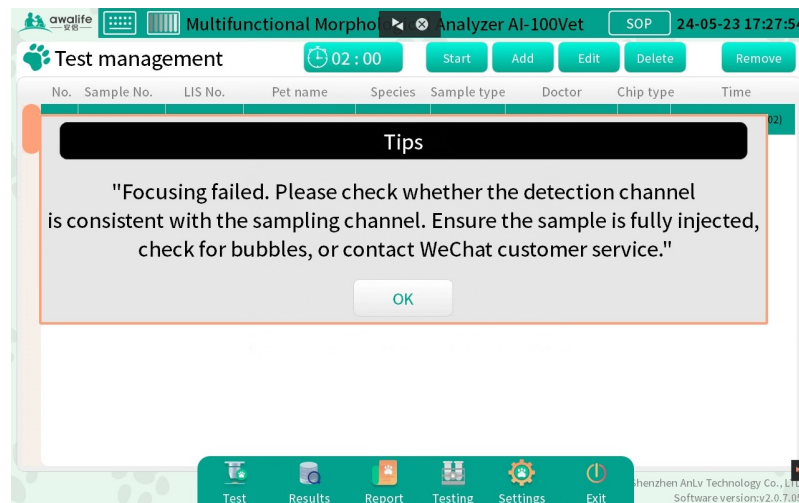 awalife
安侣
Multifunctional Morpho Analyzer AI-100Vet
SOP
24-05-23 17:27:5
Test management
02 : 00
Start
Add
Edit
Delete
Remove
No. Sample No. LIS No. Pet name Species Sample type Doctor Chip type Time
02)
Tips
"Focusing failed. Please check whether the detection channel
is consistent with the sampling channel. Ensure the sample is fully injected,
check for bubbles, or contact WeChat customer service."
OK
Test Results Report Testing Settings Exit
Shenzhen AnLv Technology Co., LT
Software version:v2.0.7.0